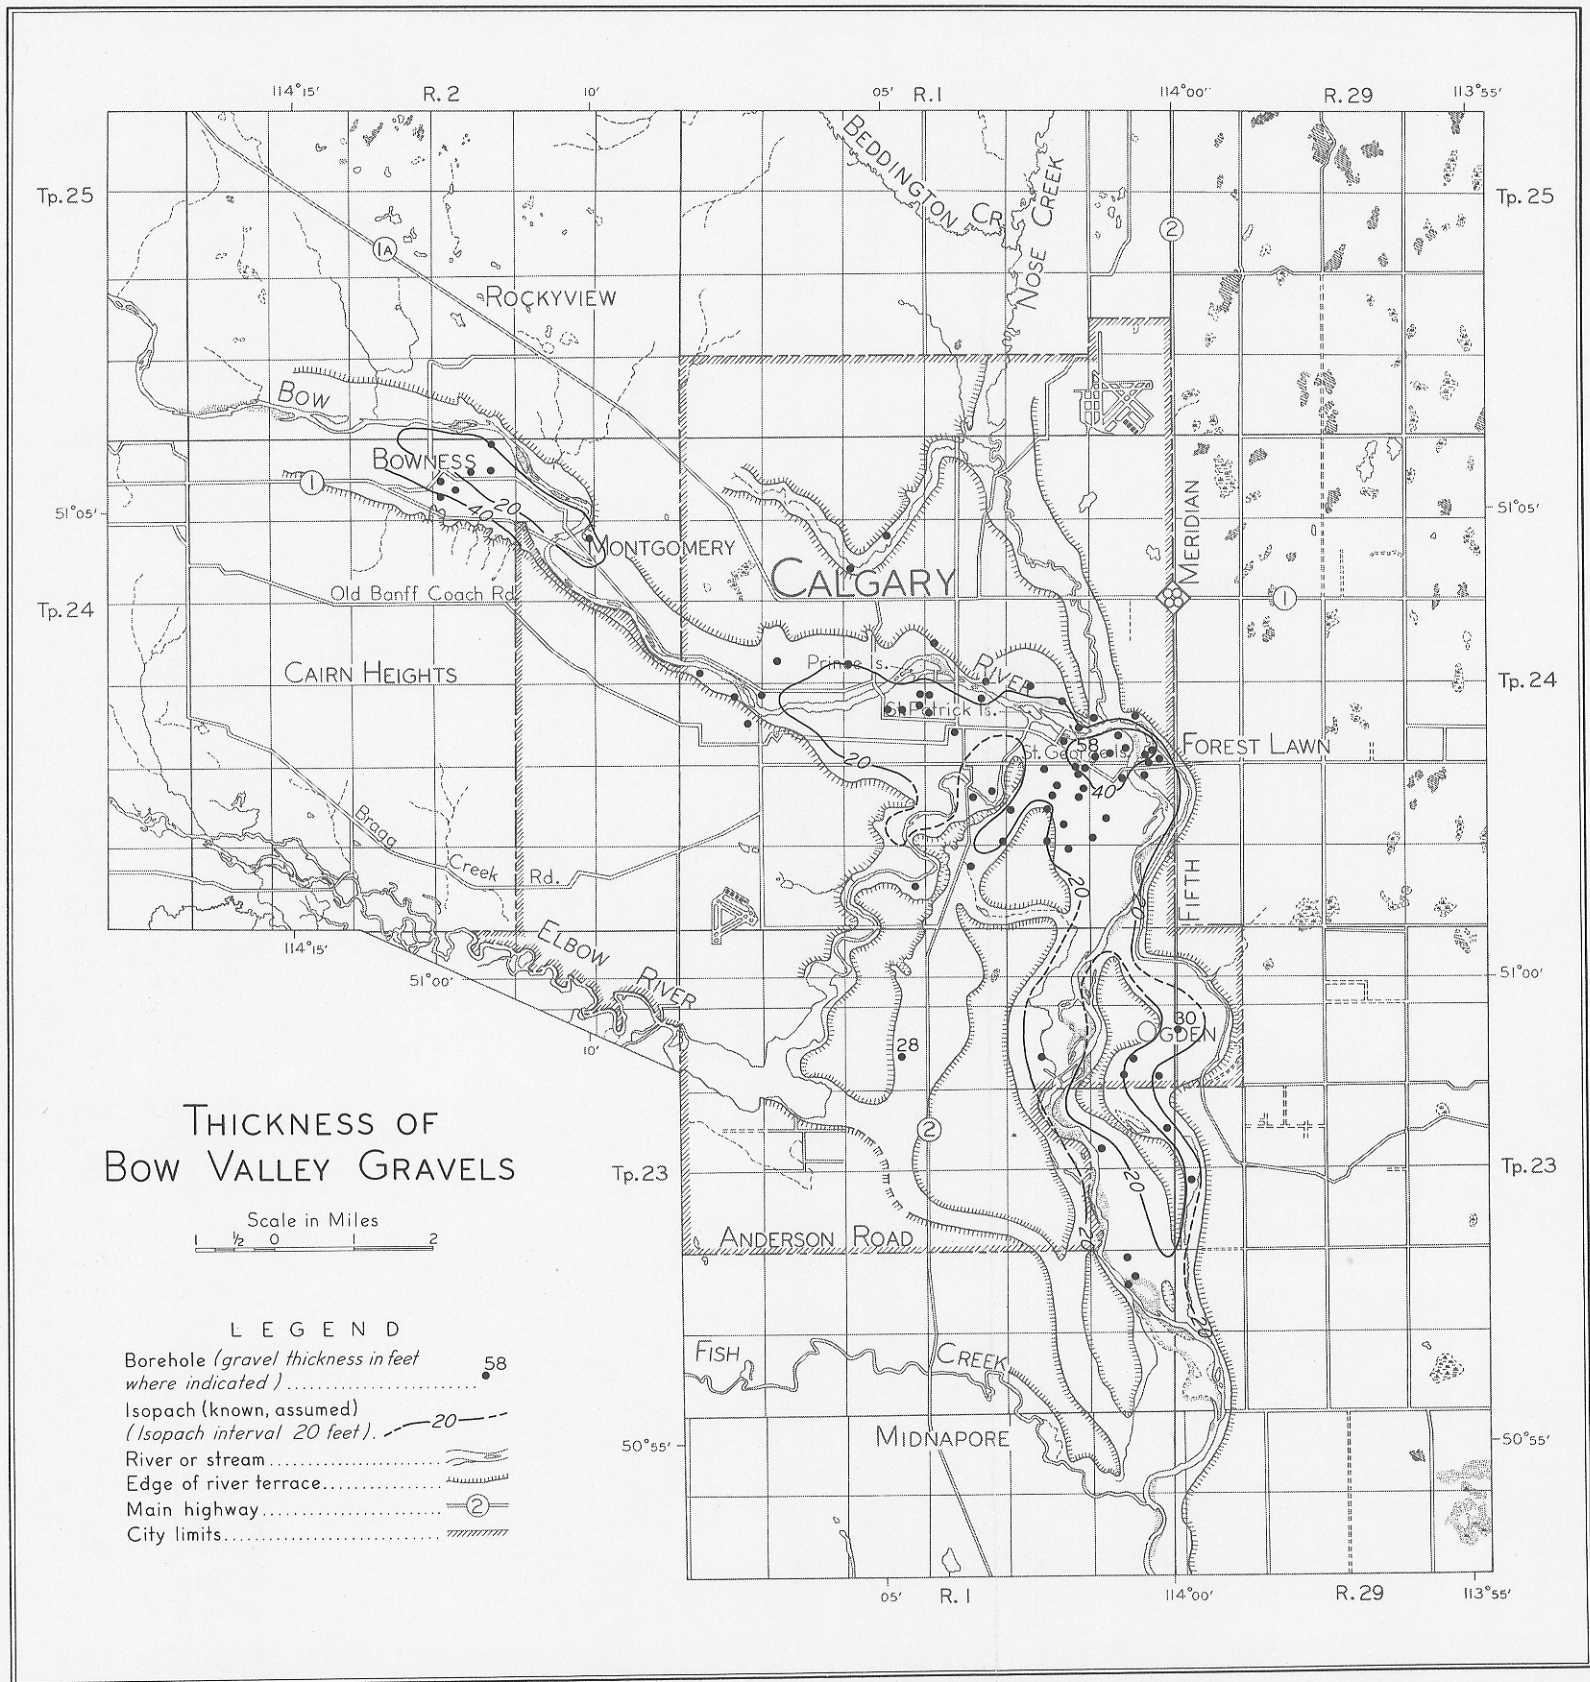 114°15′ R. 2 10′ 05′ R.1 114°00′ R.29 113°55′
Tp. 25
Tp. 25
BEDDINGTON CR.
NOSE CREEK
2
1A
ROCKYVIEW
BOW
BOWNESS
1
20
40
51°05′
51°05′
MONTGOMERY
MERIDIAN
CALGARY
Old Banff Coach Rd.
1
Tp. 24
CAIRN HEIGHTS
Prince Is.
RIVER
Tp. 24
St. Patrick Is.
58
St. Georges Is.
FOREST LAWN
20
40
Bragg
Creek Rd.
20
20
FIFTH
ELBOW
RIVER
114°15′
51°00′
51°00′
10′
28
30
OGDEN
THICKNESS OF
BOW VALLEY GRAVELS
2
Tp. 23
Tp. 23
20
Scale in Miles
1 ½ 0 1 2
ANDERSON ROAD
20
20
LEGEND
Borehole (gravel thickness in feet
where indicated) 58
Isopach (known, assumed)
(Isopach interval 20 feet). 20
River or stream
Edge of river terrace
Main highway 2
City limits
FISH
CREEK
MIDNAPORE
50°55′
50°55′
05′ R. 1 114°00′ R.29 113°55′